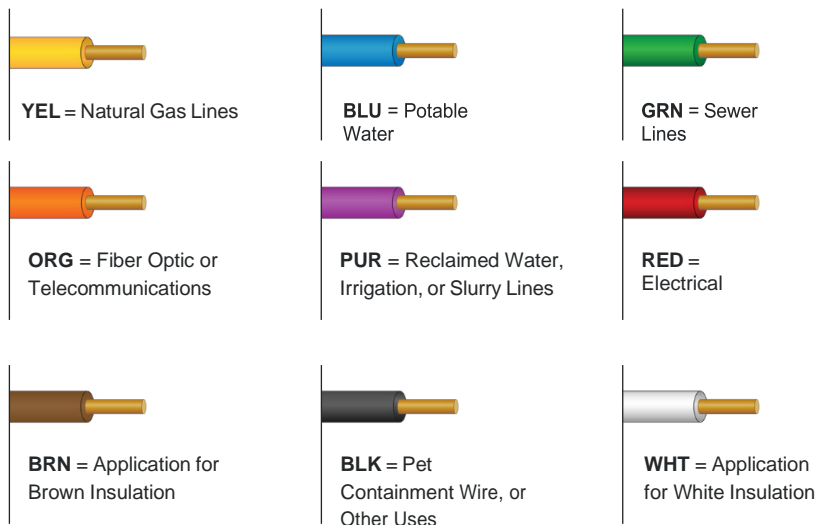 YEL = Natural Gas Lines
BLU = Potable
Water
GRN = Sewer
Lines
ORG = Fiber Optic or
Telecommunications
PUR = Reclaimed Water,
Irrigation, or Slurry Lines
RED =
Electrical
BRN = Application for
Brown Insulation
BLK = Pet
Containment Wire, or
Other Uses
WHT = Application
for White Insulation